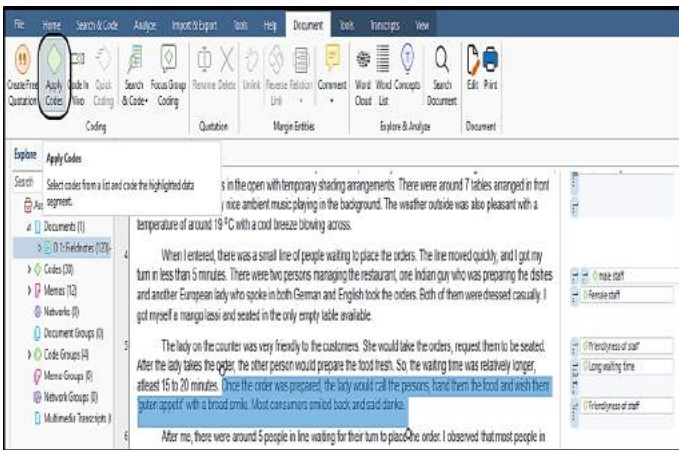 File Home Search & Code Analyze Import & Export Tools Help Document Tools Transcripts View
Create Free Quotation
Apply Codes
Code In Vivo
Quick Coding
Search & Code
Focus Group Coding
Rename
Delete
Unlink
Reverse Link
Relation
Comment
Word Cloud
Word List
Concepts
Search Document
Edit
Print
Coding Quotation Margin Entities Explore & Analyze Document
Explore
Apply Codes
Search
Select codes from a list and code the highlighted data
segment.
Documents (1)
D 1: Fieldnotes (120)
Codes (30)
Memos (12)
Networks (0)
Document Groups (0)
Code Groups (4)
Memo Groups (0)
Network Groups (0)
Multimedia Transcripts
s in the open with temporary shading arrangements. There were around 7 tables arranged in front
nice ambient music playing in the background. The weather outside was also pleasant with a
temperature of around 19 ºC with a cool breeze blowing across.
4 When I entered, there was a small line of people waiting to place the orders. The line moved quickly, and I got my
turn in less than 5 minutes. There were two persons managing the restaurant, one Indian guy who was preparing the dishes
and another European lady who spoke in both German and English took the orders. Both of them were dressed casually. I
got myself a mango lassi and seated in the only empty table available.
5 The lady on the counter was very friendly to the customers. She would take the orders, request them to be seated.
After the lady takes the order, the other person would prepare the food fresh. So, the waiting time was relatively longer,
atleast 15 to 20 minutes. Once the order was prepared, the lady would call the persons, hand them the food and wish them
'guten appetit' with a broad smile. Most consumers smiled back and said danke.
6 After me, there were around 5 people in line waiting for their turn to place the order. I observed that most people in
male staff
Female staff
Friendlyness of staff
Long waiting time
Friendlyness of staff